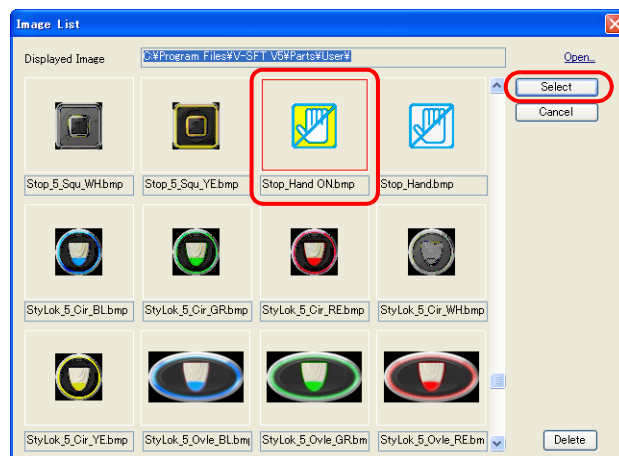 Image List
Displayed Image C:¥Program Files¥V-SFT V5¥Parts¥User¥ Open...
Select
Cancel
Stop_5_Squ_WH.bmp Stop_5_Squ_YE.bmp Stop_Hand ON.bmp Stop_Hand.bmp
StyLok_5_Cir_BL.bmp StyLok_5_Cir_GR.bmp StyLok_5_Cir_RE.bmp StyLok_5_Cir_WH.bmp
StyLok_5_Cir_YE.bmp StyLok_5_Ovle_BL.bm StyLok_5_Ovle_GR.bm StyLok_5_Ovle_RE.bm
Delete